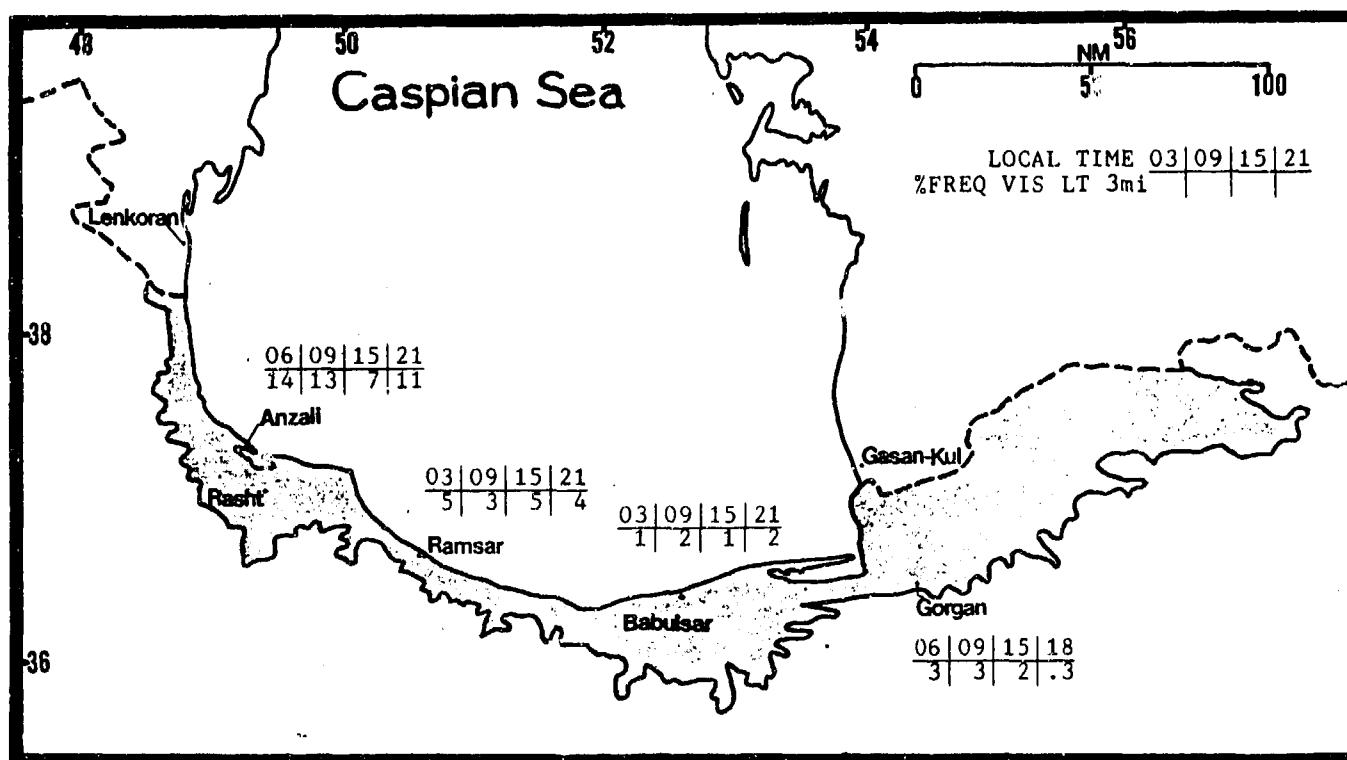 48 50 52 54 56
Caspian Sea
NM
0 5 100
LOCAL TIME 03|09|15|21
%FREQ VIS LT 3mi
Lenkoran
38
06|09|15|21
14|13|7|11
Anzali
Gasan-Kul
03|09|15|21
5|3|5|4
Rasht
03|09|15|21
1|2|1|2
Ramsar
Gorgan
Babulsar
36
06|09|15|18
3|3|2|.3